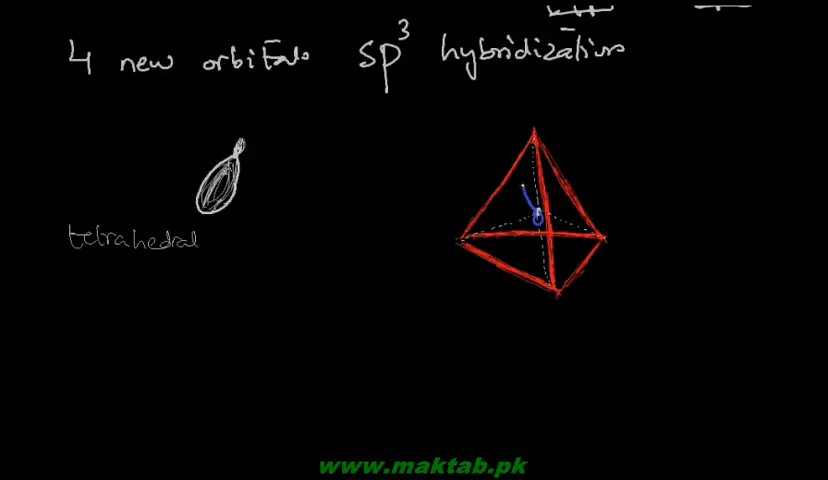 4 new orbitals sp³ hybridization
tetrahedral
www.maktab.pk